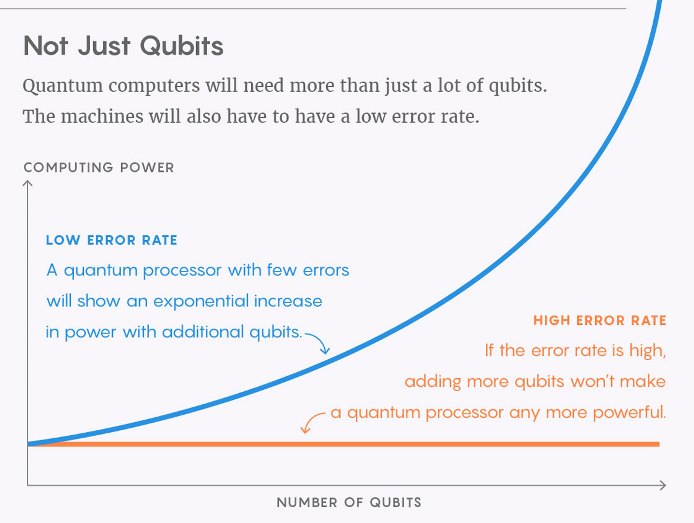 Not Just Qubits
Quantum computers will need more than just a lot of qubits.
The machines will also have to have a low error rate.
COMPUTING POWER
LOW ERROR RATE
A quantum processor with few errors
will show an exponential increase
in power with additional qubits.
HIGH ERROR RATE
If the error rate is high,
adding more qubits won’t make
a quantum processor any more powerful.
NUMBER OF QUBITS